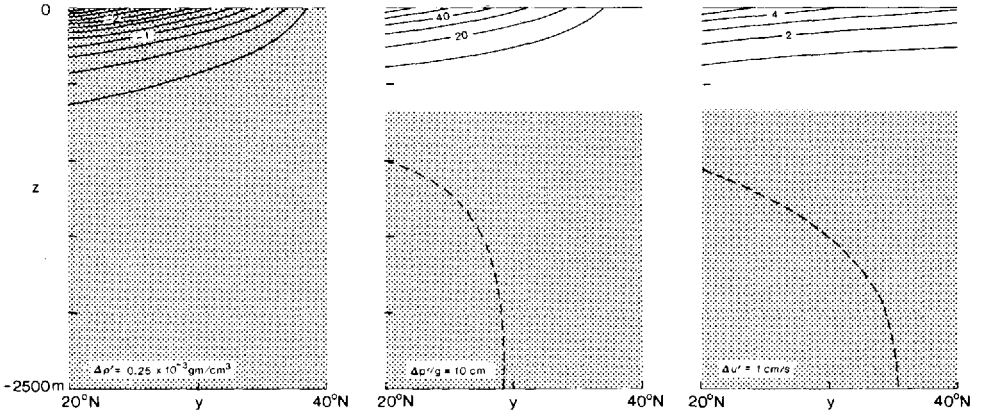 0
-2
-1
40
20
4
2
z
Δρ' = 0.25 x 10⁻³ gm/cm³
Δp'/g = 10 cm
Δu' = 1 cm/s
-2500m
20°N
y
40°N
20°N
y
40°N
20°N
y
40°N